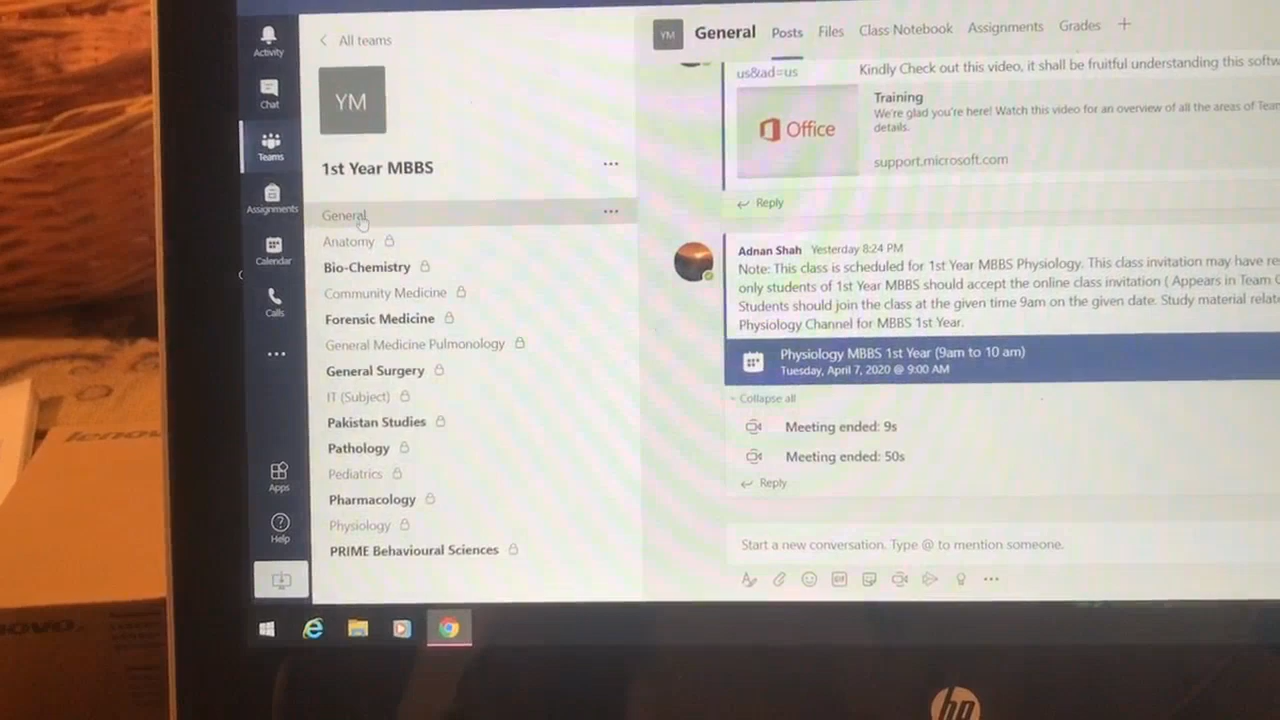 Activity
Chat
Teams
Assignments
Calendar
Calls
Apps
Help
All teams
YM
1st Year MBBS
General
Anatomy
Bio-Chemistry
Community Medicine
Forensic Medicine
General Medicine Pulmonology
General Surgery
IT (Subject)
Pakistan Studies
Pathology
Pediatrics
Pharmacology
Physiology
PRIME Behavioural Sciences
YM General Posts Files Class Notebook Assignments Grades +
us&ad=us Kindly Check out this video, it shall be fruitful understanding this softw
Office
Training
We're glad you're here! Watch this video for an overview of all the areas of Team
details.
support.microsoft.com
Reply
Adnan Shah Yesterday 8:24 PM
Note: This class is scheduled for 1st Year MBBS Physiology. This class invitation may have re
only students of 1st Year MBBS should accept the online class invitation ( Appears in Team
Students should join the class at the given time 9am on the given date. Study material relat
Physiology Channel for MBBS 1st Year.
Physiology MBBS 1st Year (9am to 10 am)
Tuesday, April 7, 2020 @ 9:00 AM
Collapse all
Meeting ended: 9s
Meeting ended: 50s
Reply
Start a new conversation. Type @ to mention someone.
lenovo
hp